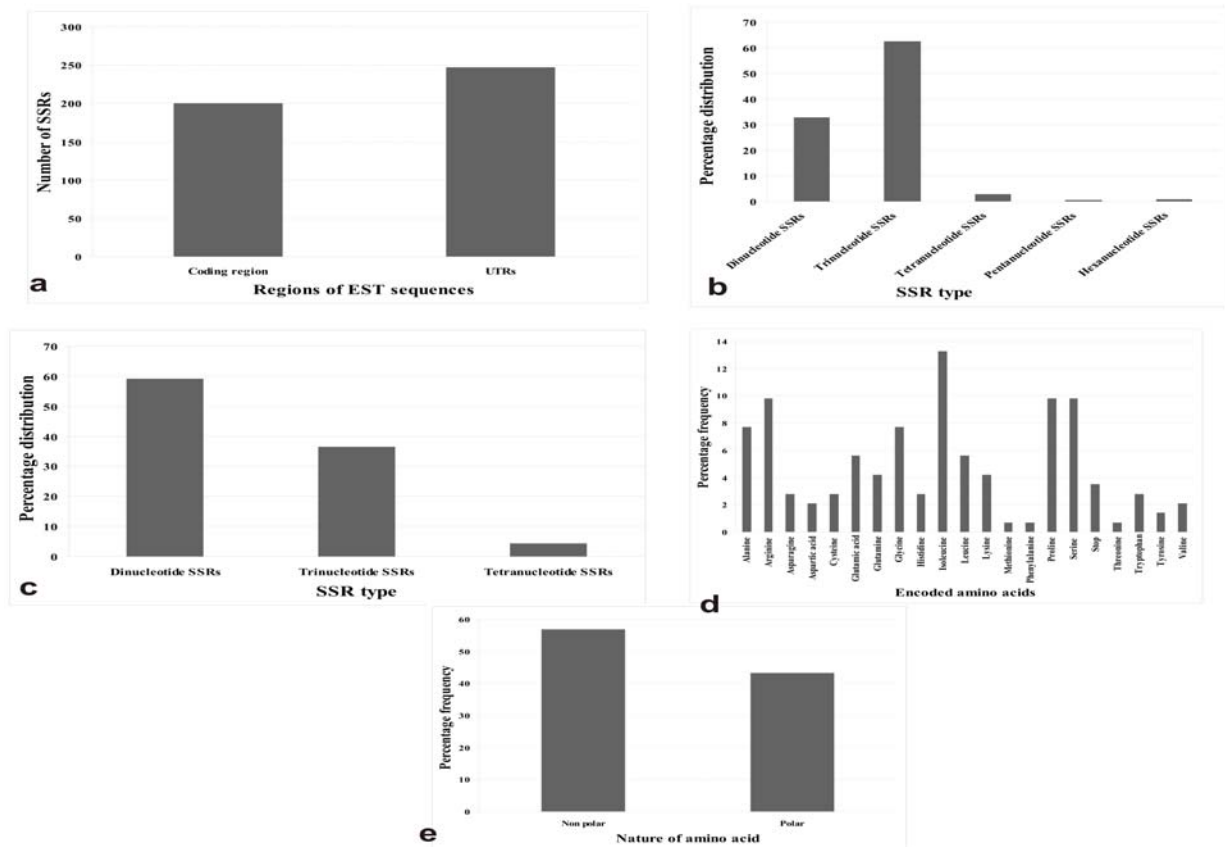 300
250
200
150
100
50
0
Number of SSRs
Coding region UTRs
Regions of EST sequences
a
70
60
50
40
30
20
10
0
Percentage distribution
Dinucleotide SSRs
Trinucleotide SSRs
Tetranucleotide SSRs
Pentanucleotide SSRs
Hexanucleotide SSRs
SSR type
b
70
60
50
40
30
20
10
0
Percentage distribution
Dinucleotide SSRs Trinucleotide SSRs Tetranucleotide SSRs
SSR type
c
14
12
10
8
6
4
2
0
Percentage frequency
Alanine
Arginine
Asparagine
Aspartic acid
Cysteine
Glutamic acid
Glutamine
Glycine
Histidine
Isoleucine
Leucine
Lysine
Methionine
Phenylalanine
Proline
Serine
Stop
Threonine
Tryptophan
Tyrosine
Valine
Encoded amino acids
d
60
50
40
30
20
10
0
Percentage frequency
Non polar Polar
Nature of amino acid
e